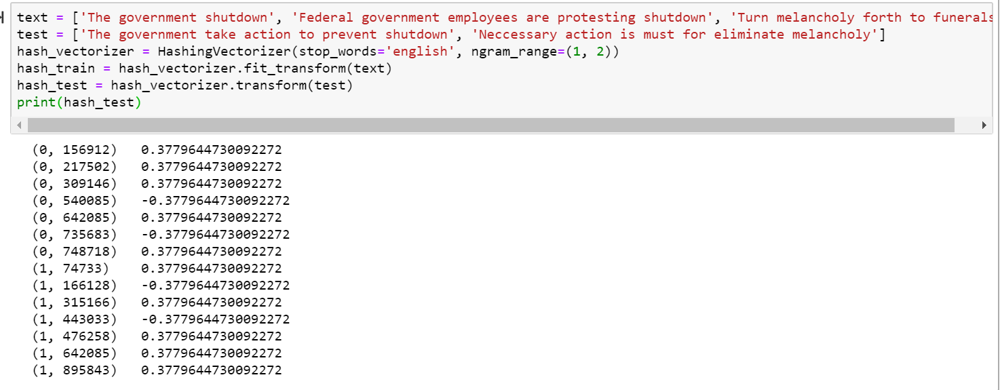 text = ['The government shutdown', 'Federal government employees are protesting shutdown', 'Turn melancholy forth to funerals
test = ['The government take action to prevent shutdown', 'Neccessary action is must for eliminate melancholy']
hash_vectorizer = HashingVectorizer(stop_words='english', ngram_range=(1, 2))
hash_train = hash_vectorizer.fit_transform(text)
hash_test = hash_vectorizer.transform(test)
print(hash_test)
(0, 156912) 0.3779644730092272
(0, 217502) 0.3779644730092272
(0, 309146) 0.3779644730092272
(0, 540085) -0.3779644730092272
(0, 642085) 0.3779644730092272
(0, 735683) -0.3779644730092272
(0, 748718) 0.3779644730092272
(1, 74733) 0.3779644730092272
(1, 166128) -0.3779644730092272
(1, 315166) 0.3779644730092272
(1, 443033) -0.3779644730092272
(1, 476258) 0.3779644730092272
(1, 642085) 0.3779644730092272
(1, 895843) 0.3779644730092272